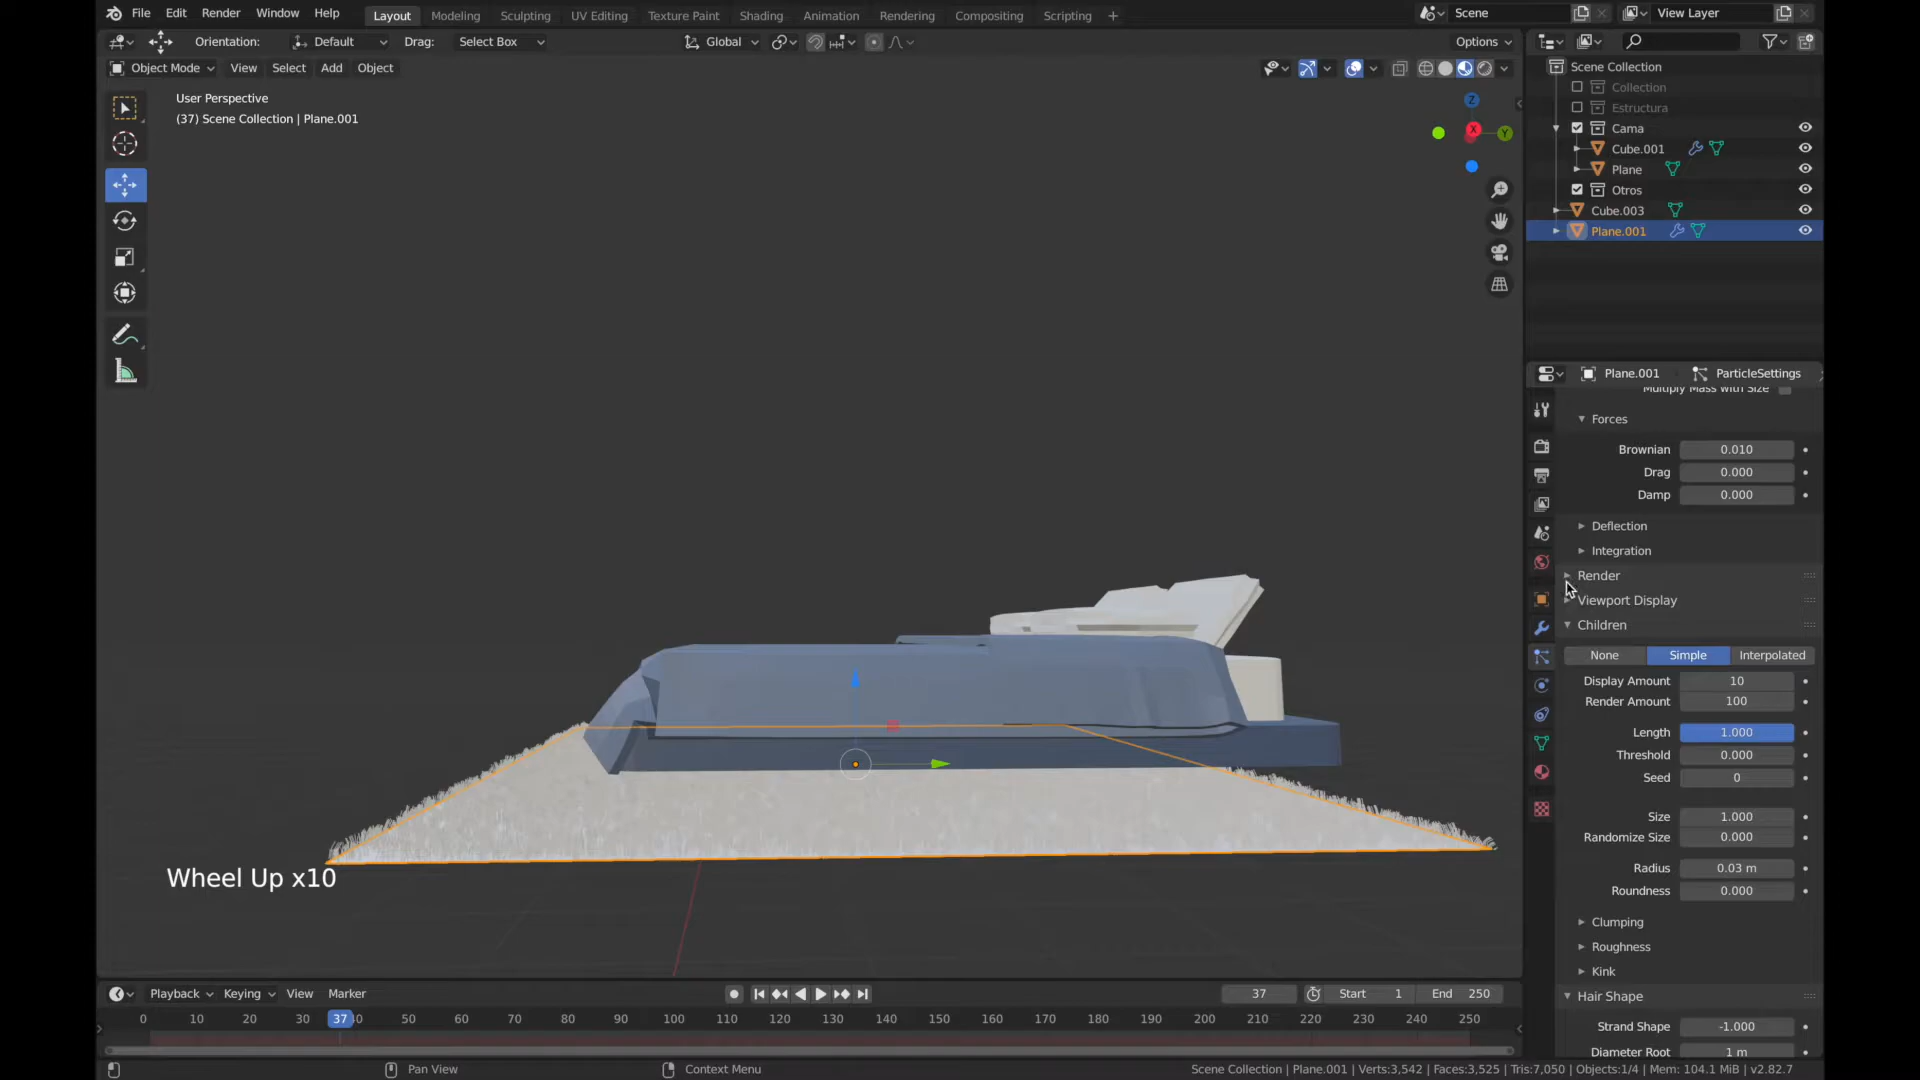 File Edit Render Window Help Layout Modeling Sculpting UV Editing Texture Paint Shading Animation Rendering Compositing Scripting + Scene View Layer
Orientation: Default Drag: Select Box Global Options
Object Mode View Select Add Object
User Perspective
(37) Scene Collection | Plane.001
Z
X
Y
Scene Collection
Collection
Estructura
Cama
Cube.001
Plane
Otros
Cube.003
Plane.001
Plane.001 ParticleSettings
Multiply Mass with Size
Forces
Brownian 0.010
Drag 0.000
Damp 0.000
Deflection
Integration
Render
Viewport Display
Children
None Simple Interpolated
Display Amount 10
Render Amount 100
Length 1.000
Threshold 0.000
Seed 0
Size 1.000
Randomize Size 0.000
Radius 0.03 m
Roundness 0.000
Clumping
Roughness
Kink
Hair Shape
Strand Shape -1.000
Diameter Root 1 m
Wheel Up x10
Playback Keying View Marker 37 Start 1 End 250
0 10 20 30 37 40 50 60 70 80 90 100 110 120 130 140 150 160 170 180 190 200 210 220 230 240 250
Pan View Context Menu Scene Collection | Plane.001 | Verts:3,542 | Faces:3,525 | Tris:7,050 | Objects:1/4 | Mem: 104.1 MiB | v2.82.7